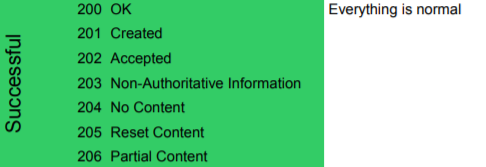 Successful
200 OK
Everything is normal
201 Created
202 Accepted
203 Non-Authoritative Information
204 No Content
205 Reset Content
206 Partial Content